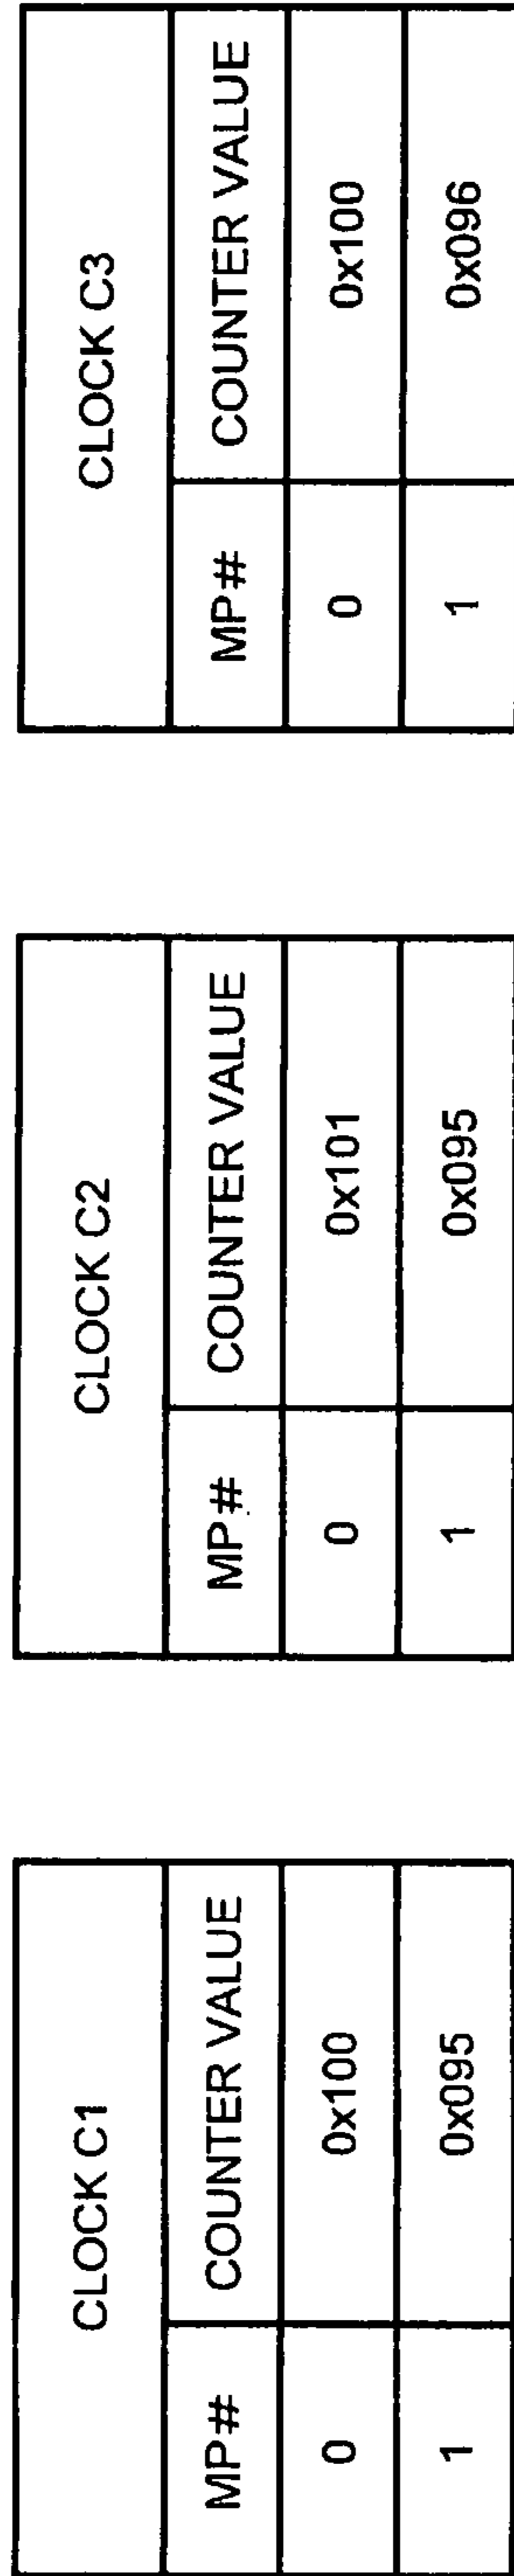 CLOCK C1
MP# COUNTER VALUE
0 0x100
1 0x095
CLOCK C2
MP# COUNTER VALUE
0 0x101
1 0x095
CLOCK C3
MP# COUNTER VALUE
0 0x100
1 0x096